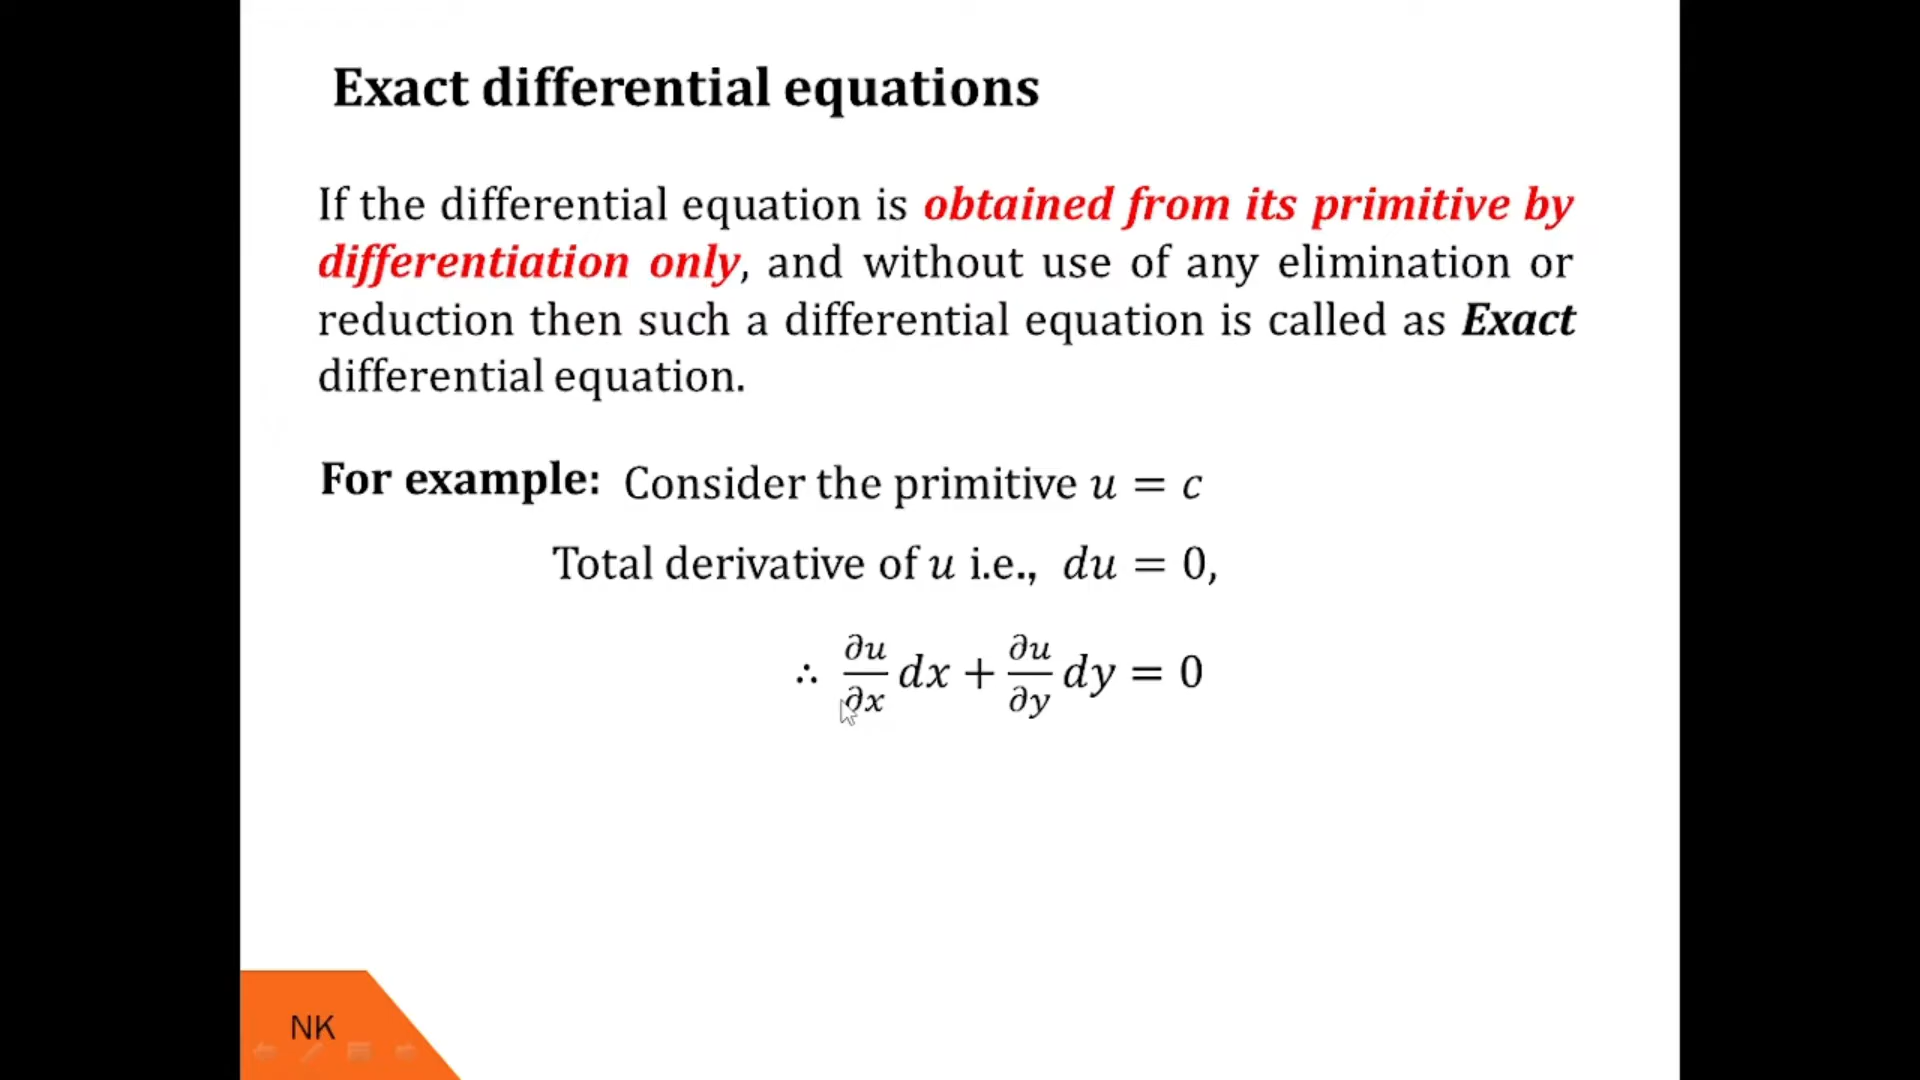 Exact differential equations
If the differential equation is obtained from its primitive by
differentiation only, and without use of any elimination or
reduction then such a differential equation is called as Exact
differential equation.
For example: Consider the primitive u = c
Total derivative of u i.e., du = 0,
∴ ∂u/∂x dx + ∂u/∂y dy = 0
NK